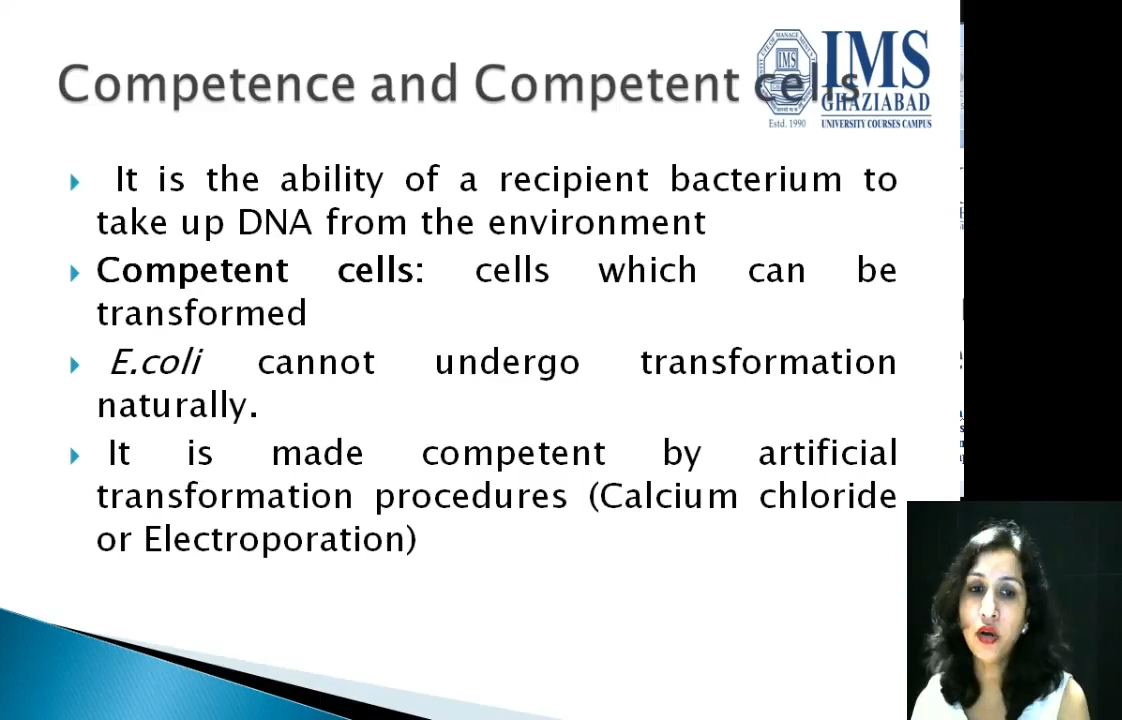 Competence and Competent cells
IMS
GHAZIABAD
UNIVERSITY COURSES CAMPUS
IMS
Estd. 1990
It is the ability of a recipient bacterium to
take up DNA from the environment
Competent cells: cells which can be
transformed
E.coli cannot undergo transformation
naturally.
It is made competent by artificial
transformation procedures (Calcium chloride
or Electroporation)